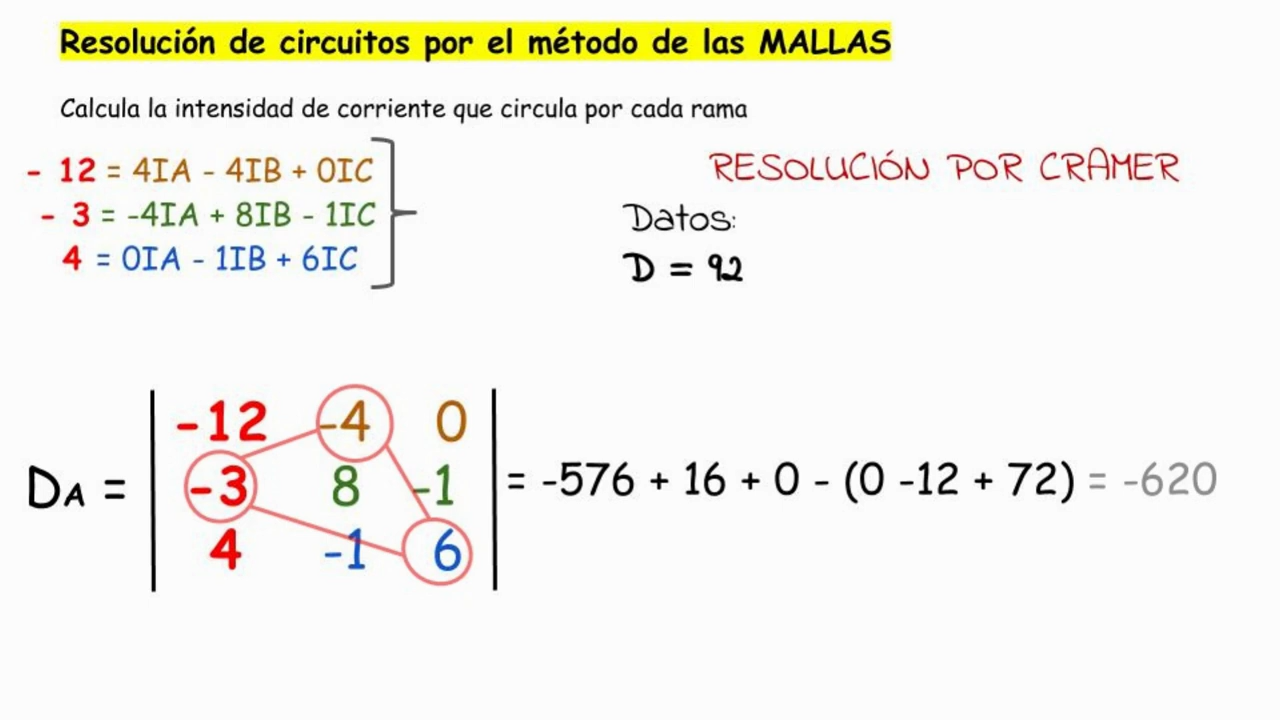 Resolución de circuitos por el método de las MALLAS
Calcula la intensidad de corriente que circula por cada rama
- 12 = 4IA - 4IB + 0IC
- 3 = -4IA + 8IB - 1IC
4 = 0IA - 1IB + 6IC
RESOLUCIÓN POR CRAMER
Datos:
D = 92
-12 -4 0
DA = -3 8 -1 = -576 + 16 + 0 - (0 -12 + 72) = -620
4 -1 6